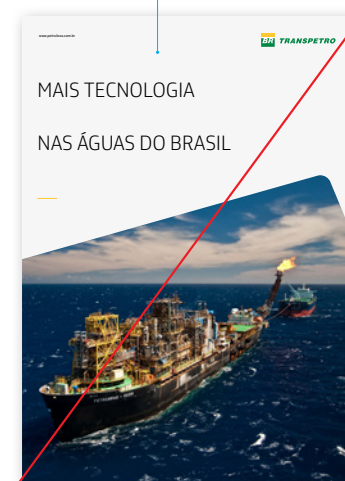 www.petrobras.com.br
BR TRANSPETRO
MAIS TECNOLOGIA
NAS ÁGUAS DO BRASIL